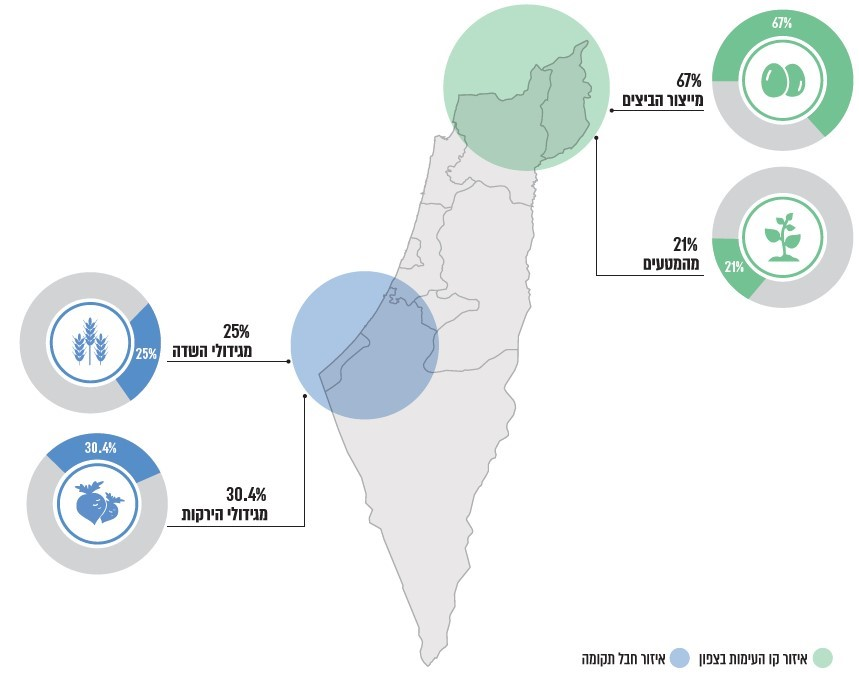 67%
67%
מייצור הביצים
21%
מהמטעים
21%
25%
מגידולי השדה
25%
30.4%
30.4%
מגידולי הירקות
איזור קו העימות בצפון
איזור חבל תקומה